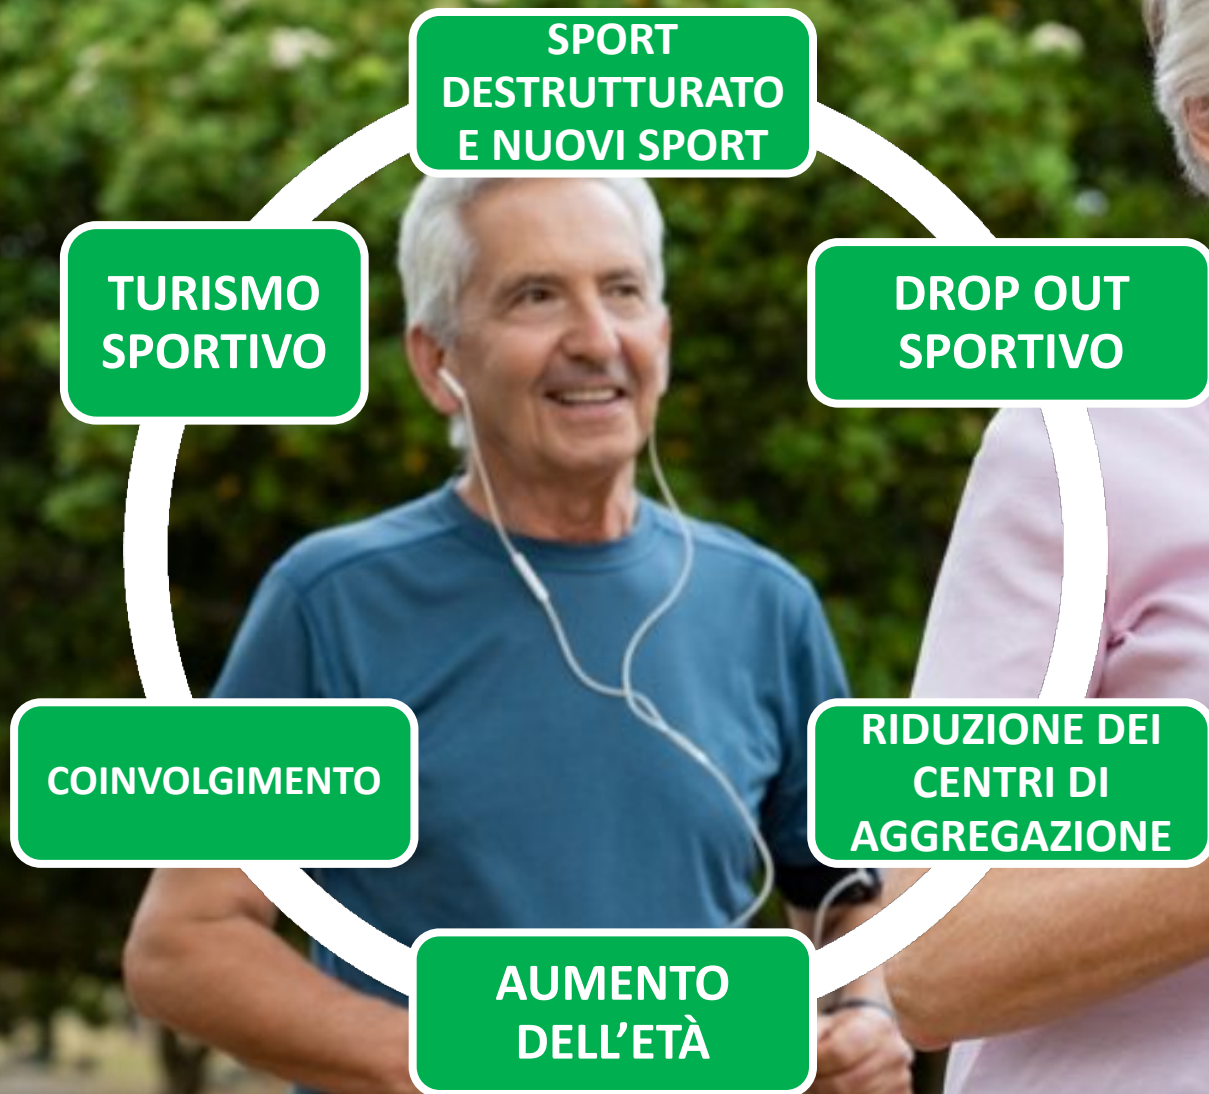 SPORT
DESTRUTTURATO
E NUOVI SPORT
DROP OUT
SPORTIVO
RIDUZIONE DEI
CENTRI DI
AGGREGAZIONE
AUMENTO
DELL’ETÀ
COINVOLGIMENTO
TURISMO
SPORTIVO